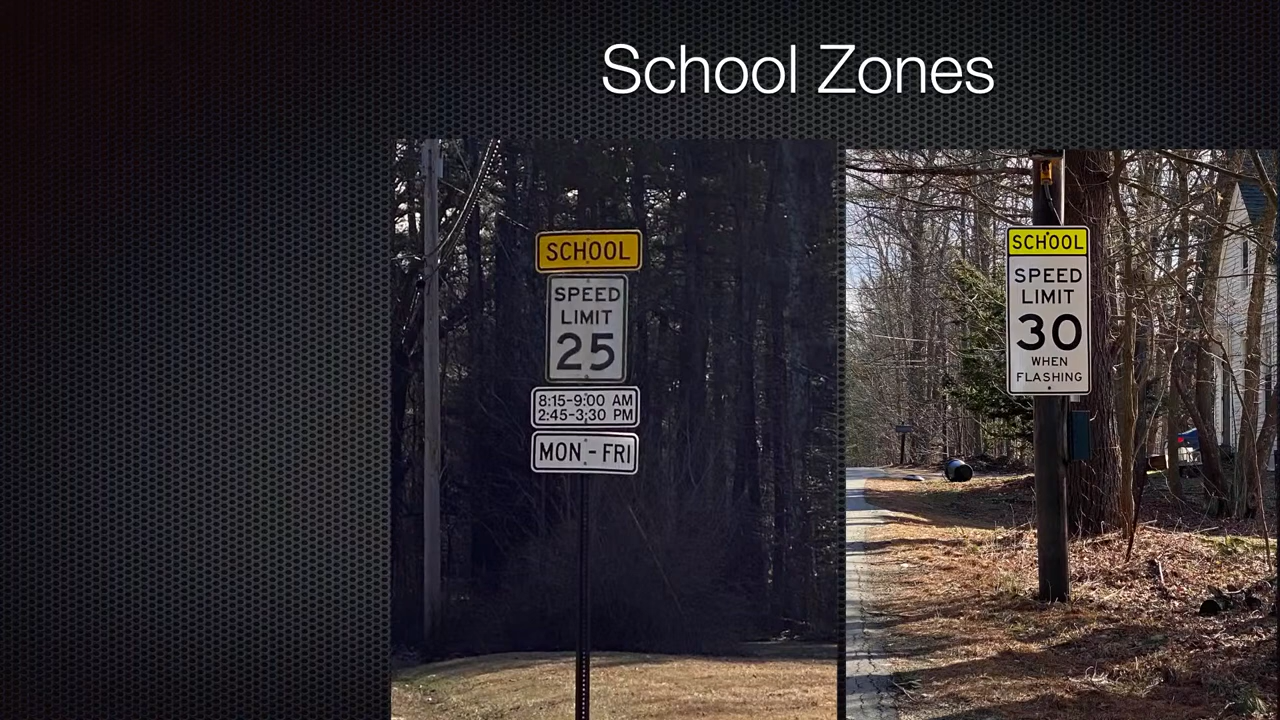 School Zones
SCHOOL
SPEED
LIMIT
25
8:15-9:00 AM
2:45-3:30 PM
MON-FRI
SCHOOL
SPEED
LIMIT
30
WHEN
FLASHING